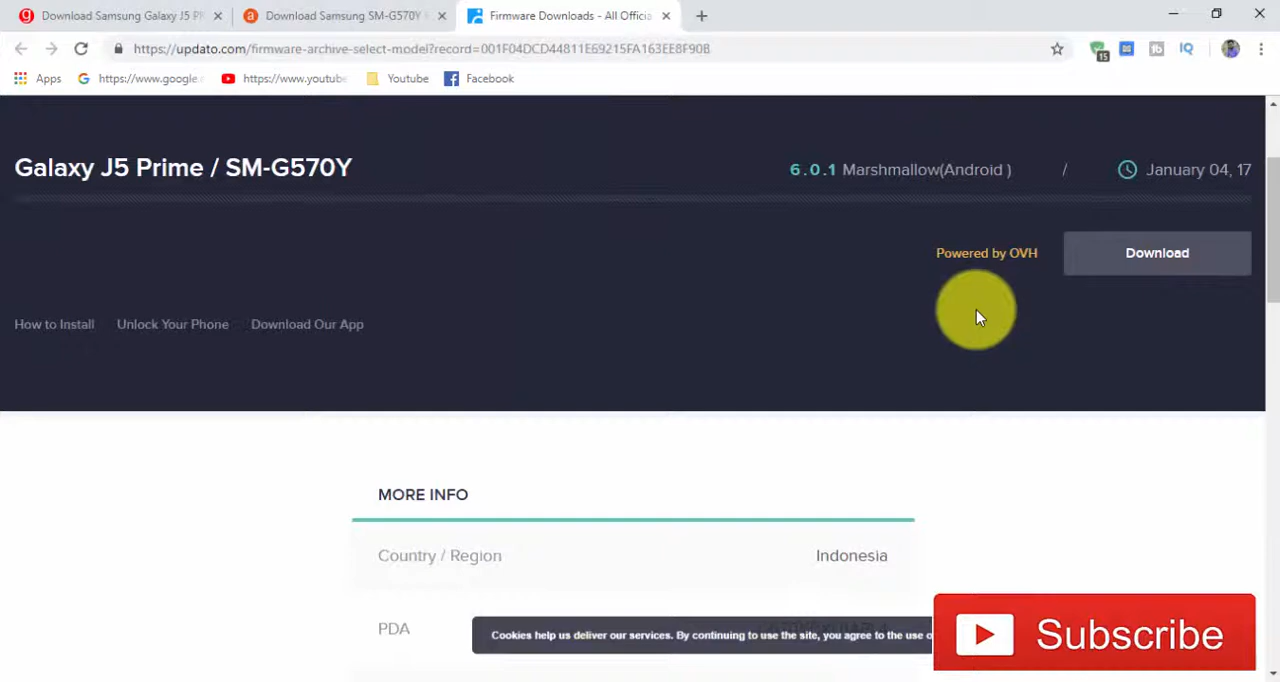 Download Samsung Galaxy J5 P
Download Samsung SM-G570Y
Firmware Downloads - All Officia
https://updato.com/firmware-archive-select-model?record=001F04DCD44811E69215FA163EE8F90B
15
Apps
https://www.google.
https://www.youtube
Youtube
Facebook
Galaxy J5 Prime / SM-G570Y
6.0.1 Marshmallow(Android )
/
January 04, 17
Powered by OVH
Download
How to Install
Unlock Your Phone
Download Our App
MORE INFO
Country / Region
Indonesia
PDA
Cookies help us deliver our services. By continuing to use the site, you agree to the use o
Subscribe